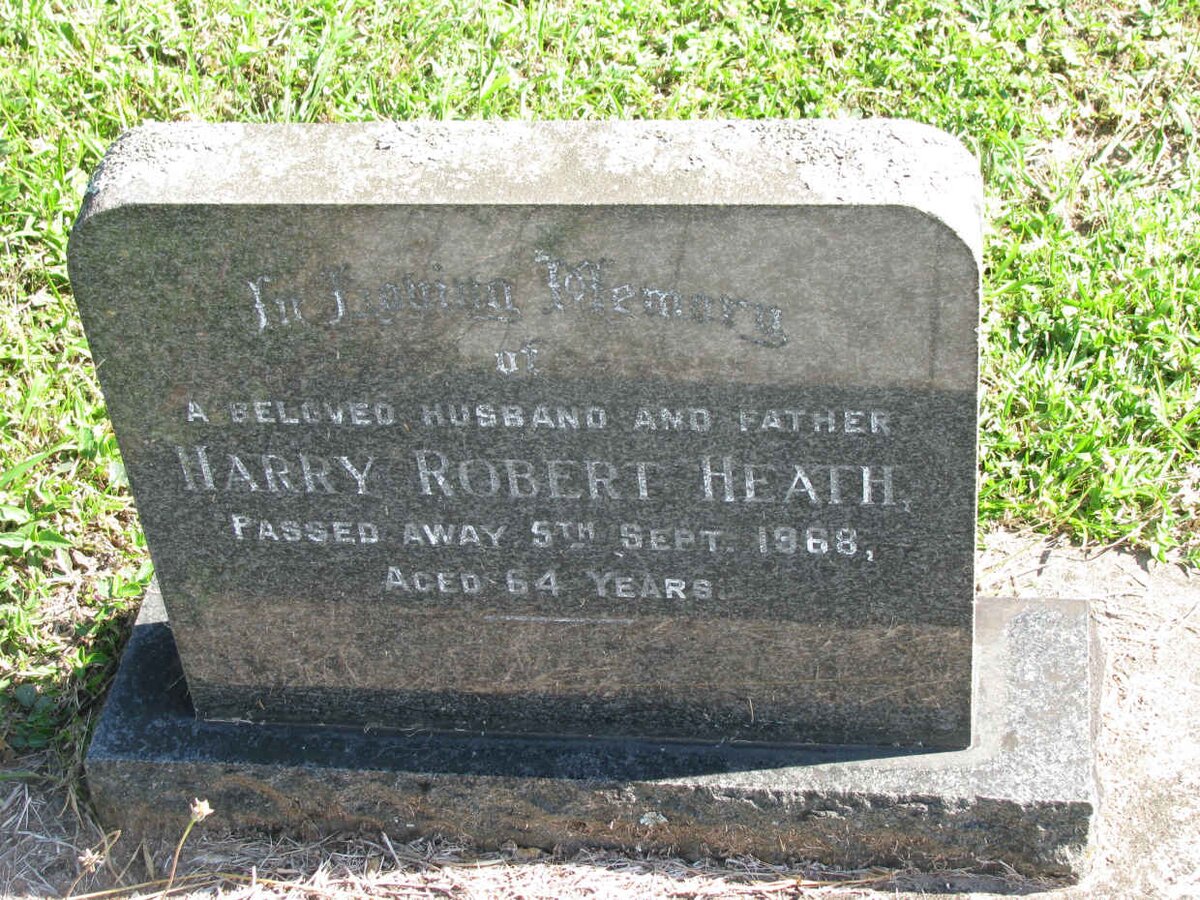 In Loving Memory
of
A BELOVED HUSBAND AND FATHER
HARRY ROBERT HEATH,
PASSED AWAY 5TH SEPT. 1968,
AGED 64 YEARS.